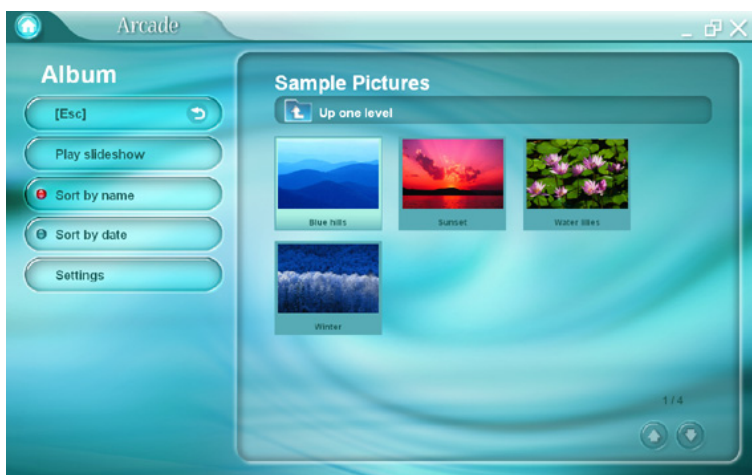 Arcade
Album
[Esc]
Play slideshow
Sort by name
Sort by date
Settings
Sample Pictures
Up one level
Blue hills
Sunset
Water lilies
Winter
1 / 4